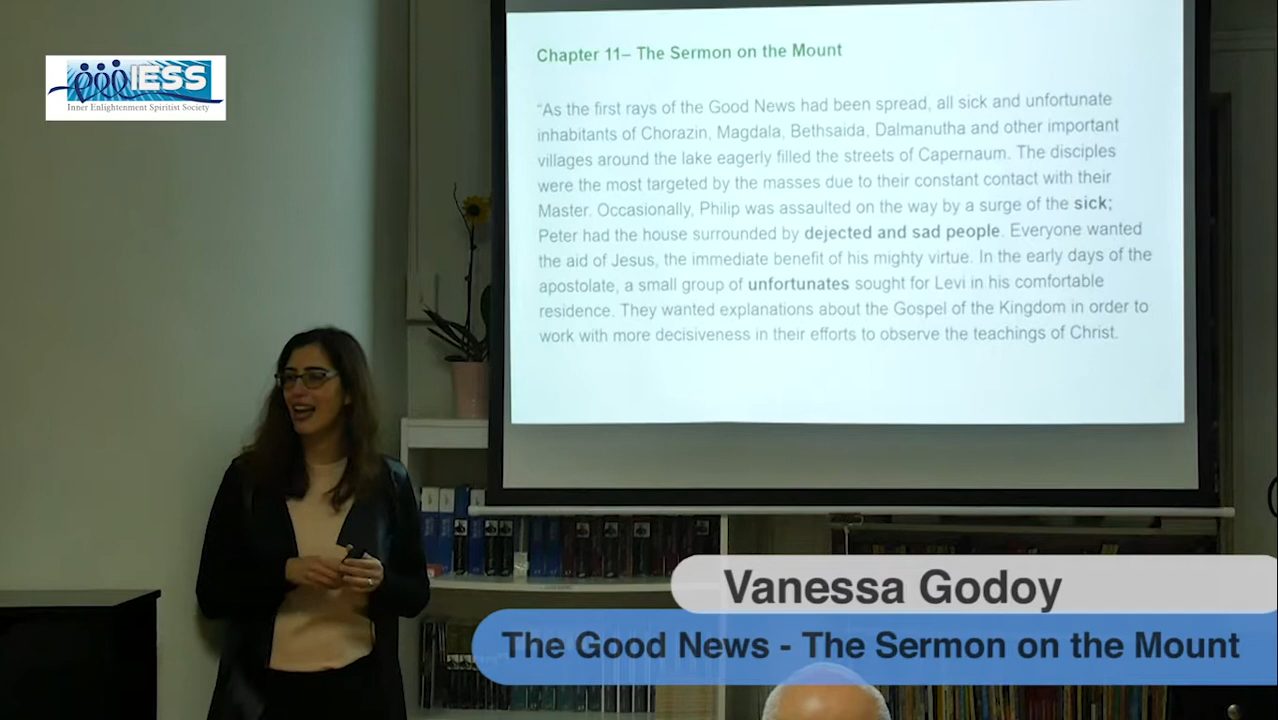 IESS
Inner Enlightenment Spiritist Society
Chapter 11– The Sermon on the Mount
“As the first rays of the Good News had been spread, all sick and unfortunate
inhabitants of Chorazin, Magdala, Bethsaida, Dalmanutha and other important
villages around the lake eagerly filled the streets of Capernaum. The disciples
were the most targeted by the masses due to their constant contact with their
Master. Occasionally, Philip was assaulted on the way by a surge of the sick;
Peter had the house surrounded by dejected and sad people. Everyone wanted
the aid of Jesus, the immediate benefit of his mighty virtue. In the early days of the
apostolate, a small group of unfortunates sought for Levi in his comfortable
residence. They wanted explanations about the Gospel of the Kingdom in order to
work with more decisiveness in their efforts to observe the teachings of Christ.
Vanessa Godoy
The Good News - The Sermon on the Mount